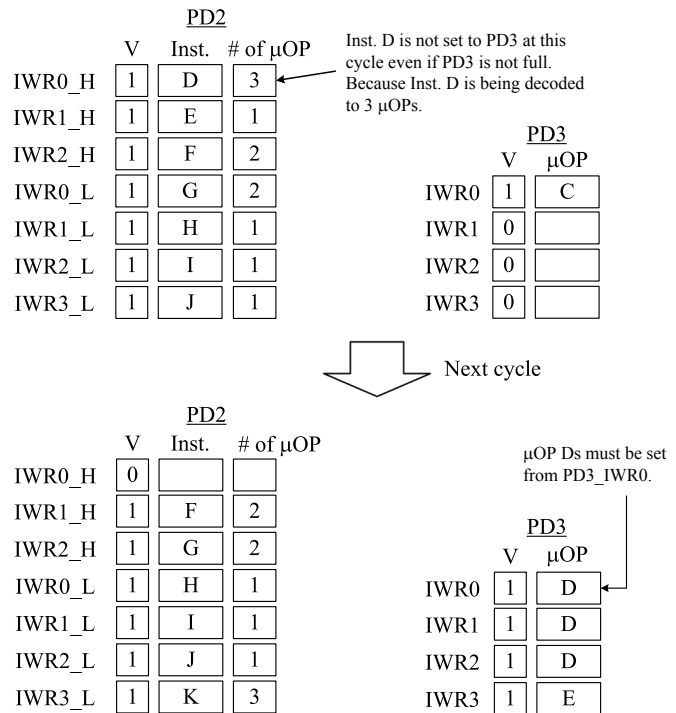 PD2
V Inst. # of μOP
Inst. D is not set to PD3 at this
cycle even if PD3 is not full.
Because Inst. D is being decoded
to 3 μOPs.
IWR0_H 1 D 3
IWR1_H 1 E 1
IWR2_H 1 F 2
IWR0_L 1 G 2
IWR1_L 1 H 1
IWR2_L 1 I 1
IWR3_L 1 J 1
PD3
V μOP
IWR0 1 C
IWR1 0
IWR2 0
IWR3 0
Next cycle
PD2
V Inst. # of μOP
IWR0_H 0
IWR1_H 1 F 2
IWR2_H 1 G 2
IWR0_L 1 H 1
IWR1_L 1 I 1
IWR2_L 1 J 1
IWR3_L 1 K 3
μOP Ds must be set
from PD3_IWR0.
PD3
V μOP
IWR0 1 D
IWR1 1 D
IWR2 1 D
IWR3 1 E